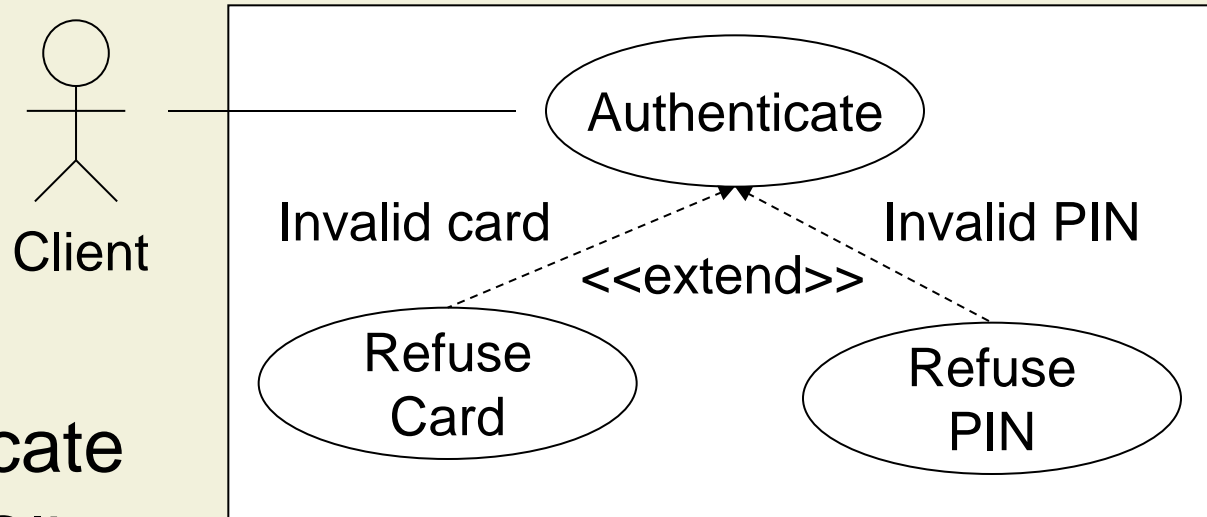 Authenticate
Invalid card
Invalid PIN
Client
<<extend>>
Refuse
Card
Refuse
PIN
cate